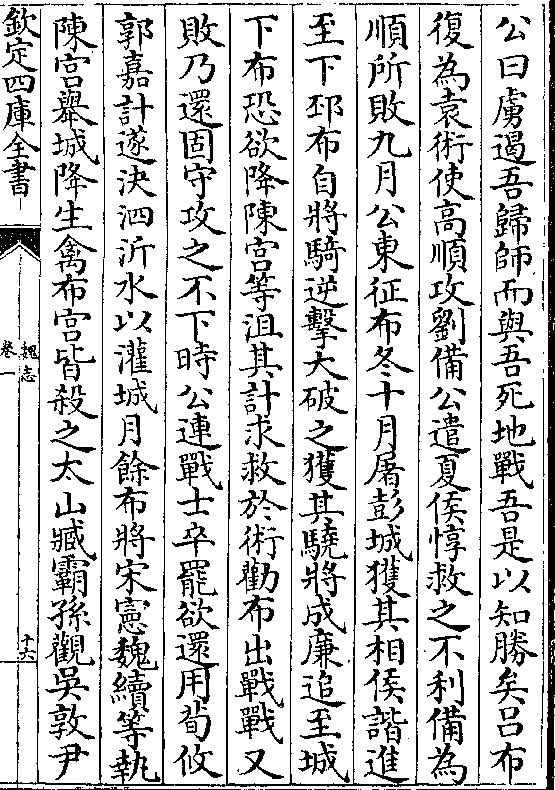 公曰虜遏吾歸師而與吾死地戰吾是以知勝矣吕布
復為袁術使高順攻劉備公遣夏侯惇救之不利備為
順所敗九月公東征布冬十月屠彭城獲其相侯諧進
至下邳布自將騎逆擊大破之獲其驍將成廉追至城
下布恐欲降陳宮等沮其計求救於術勸布出戰戰又
敗乃還固守攻之不下時公連戰士卒罷欲還用荀攸
郭嘉計遂決泗沂水以灌城月餘布將宋憲魏續等執
陳宮舉城降生禽布宮皆殺之太山臧霸孫觀吳敦尹
欽定四庫全書
魏志
卷一
十六